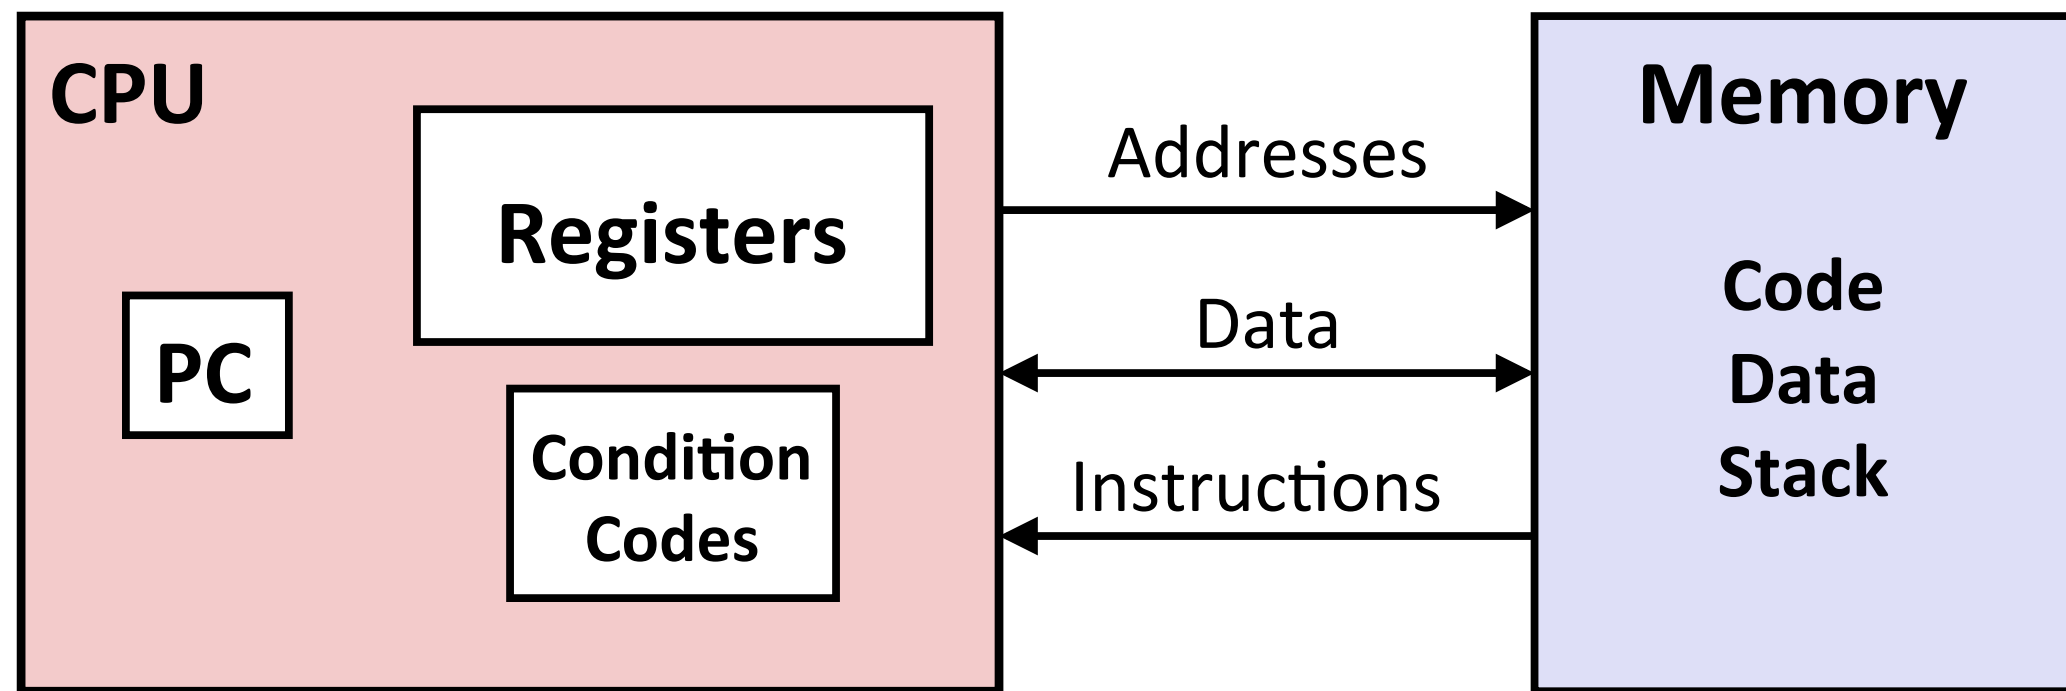 CPU
Registers
PC
Condition
Codes
Addresses
Data
Instructions
Memory
Code
Data
Stack